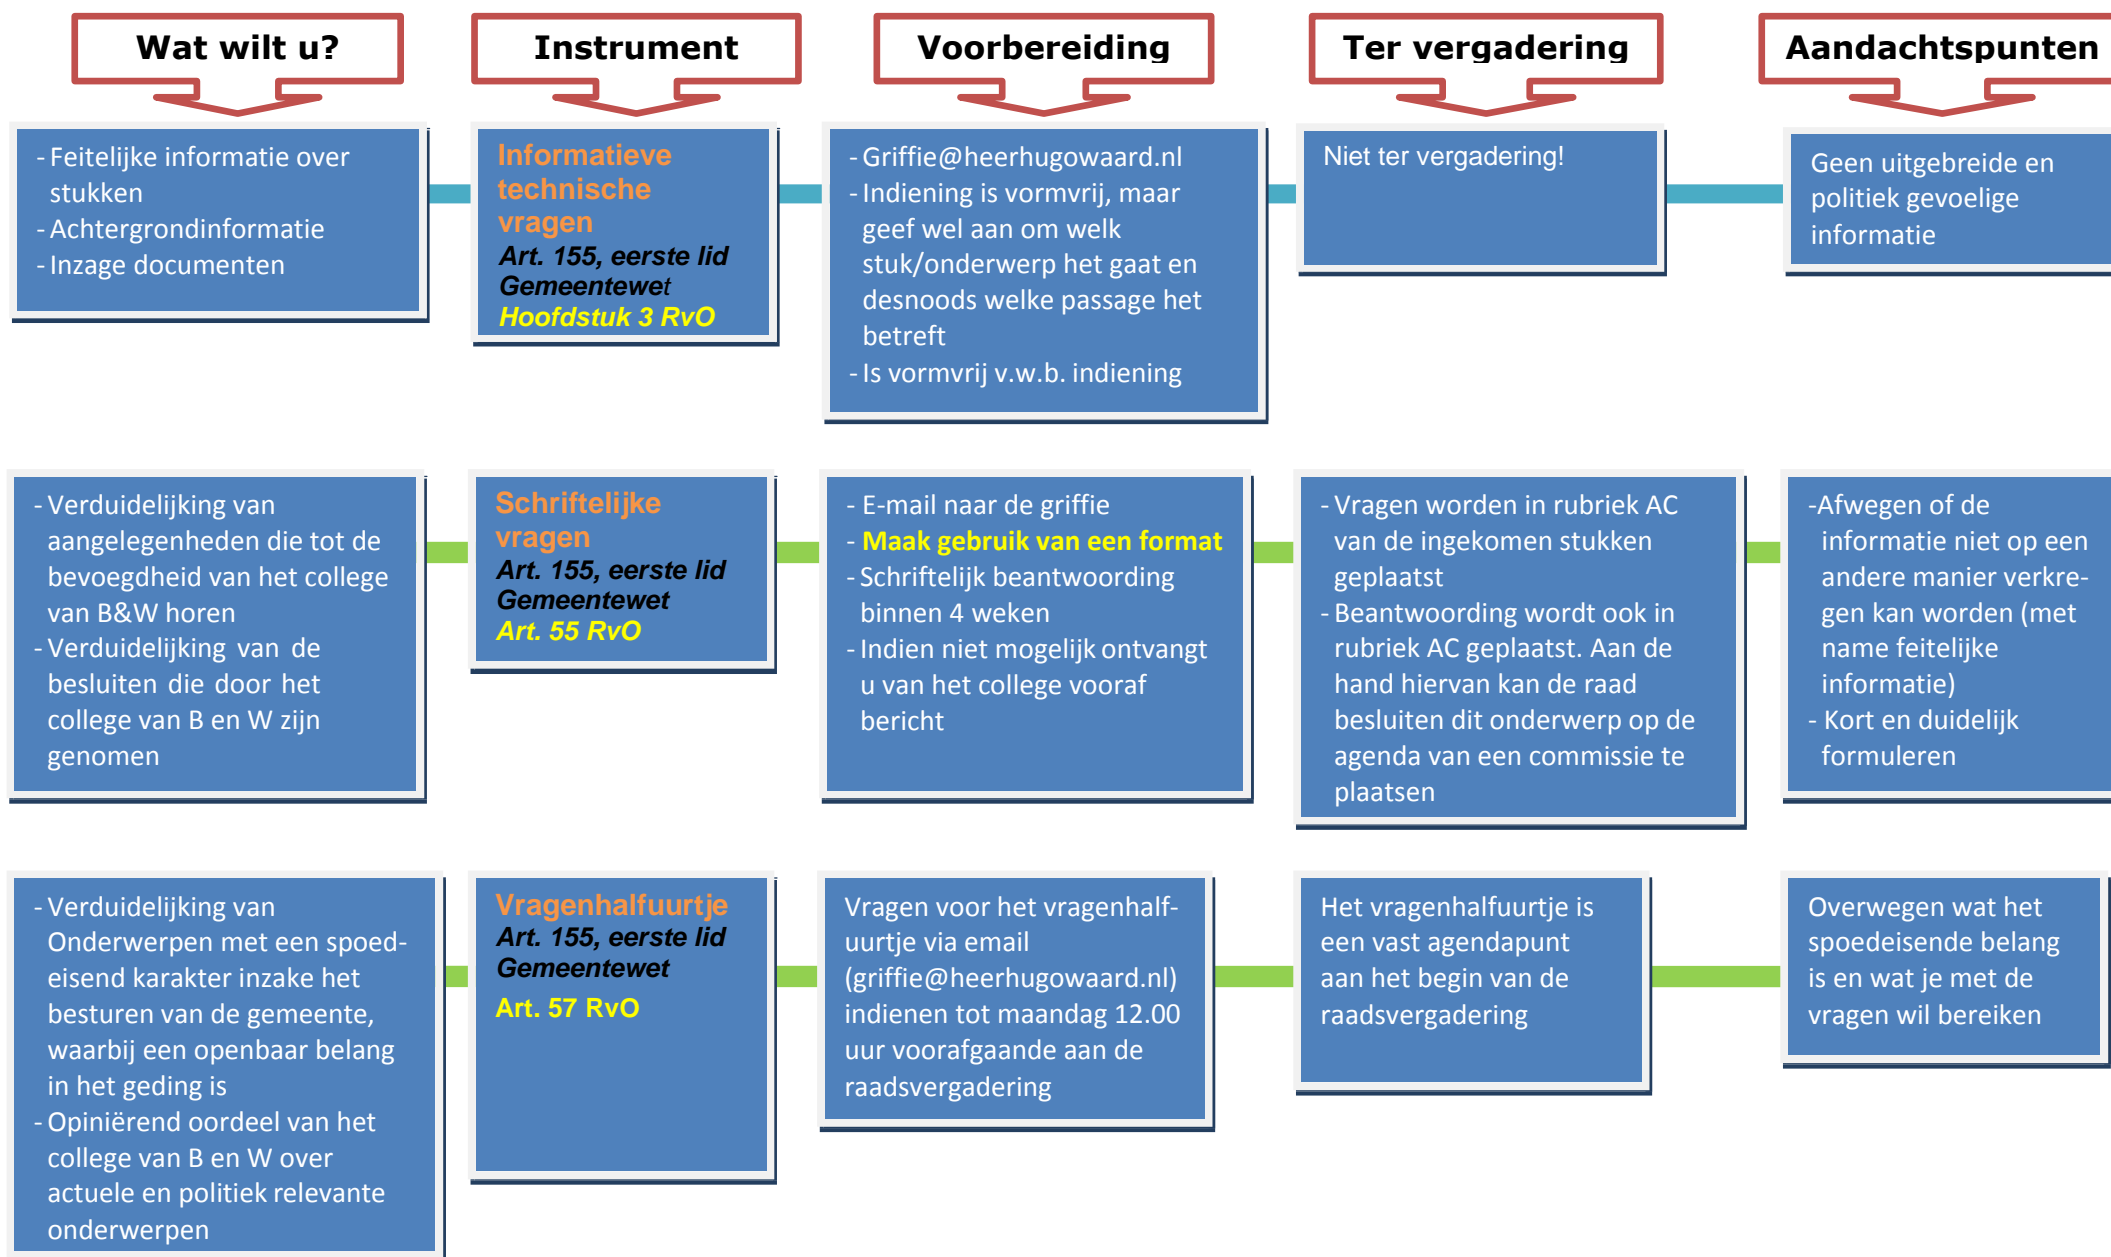 Wat wilt u?
Instrument
Voorbereiding
Ter vergadering
Aandachtspunten
- Feitelijke informatie over
stukken
- Achtergrondinformatie
- Inzage documenten
Informatieve
technische
vragen
Art. 155, eerste lid
Gemeentewet
Hoofdstuk 3 RvO
- Griffie@heerhugowaard.nl
- Indiening is vormvrij, maar
geef wel aan om welk
stuk/onderwerp het gaat en
desnoods welke passage het
betreft
- Is vormvrij v.w.b. indiening
Niet ter vergadering!
Geen uitgebreide en
politiek gevoelige
informatie
- Verduidelijking van
aangelegenheden die tot de
bevoegdheid van het college
van B&W horen
- Verduidelijking van de
besluiten die door het
college van B en W zijn
genomen
Schriftelijke
vragen
Art. 155, eerste lid
Gemeentewet
Art. 55 RvO
- E-mail naar de griffie
- Maak gebruik van een format
- Schriftelijk beantwoording
binnen 4 weken
- Indien niet mogelijk ontvangt
u van het college vooraf
bericht
- Vragen worden in rubriek AC
van de ingekomen stukken
geplaatst
- Beantwoording wordt ook in
rubriek AC geplaatst. Aan de
hand hiervan kan de raad
besluiten dit onderwerp op de
agenda van een commissie te
plaatsen
-Afwegen of de
informatie niet op een
andere manier verkre-
gen kan worden (met
name feitelijke
informatie)
- Kort en duidelijk
formuleren
- Verduidelijking van
Onderwerpen met een spoed-
eisend karakter inzake het
besturen van de gemeente,
waarbij een openbaar belang
in het geding is
- Opiniërend oordeel van het
college van B en W over
actuele en politiek relevante
onderwerpen
Vragenhalfuurtje
Art. 155, eerste lid
Gemeentewet
Art. 57 RvO
Vragen voor het vragenhalf-
uurtje via email
(griffie@heerhugowaard.nl)
indienen tot maandag 12.00
uur voorafgaande aan de
raadsvergadering
Het vragenhalfuurtje is
een vast agendapunt
aan het begin van de
raadsvergadering
Overwegen wat het
spoedeisende belang
is en wat je met de
vragen wil bereiken